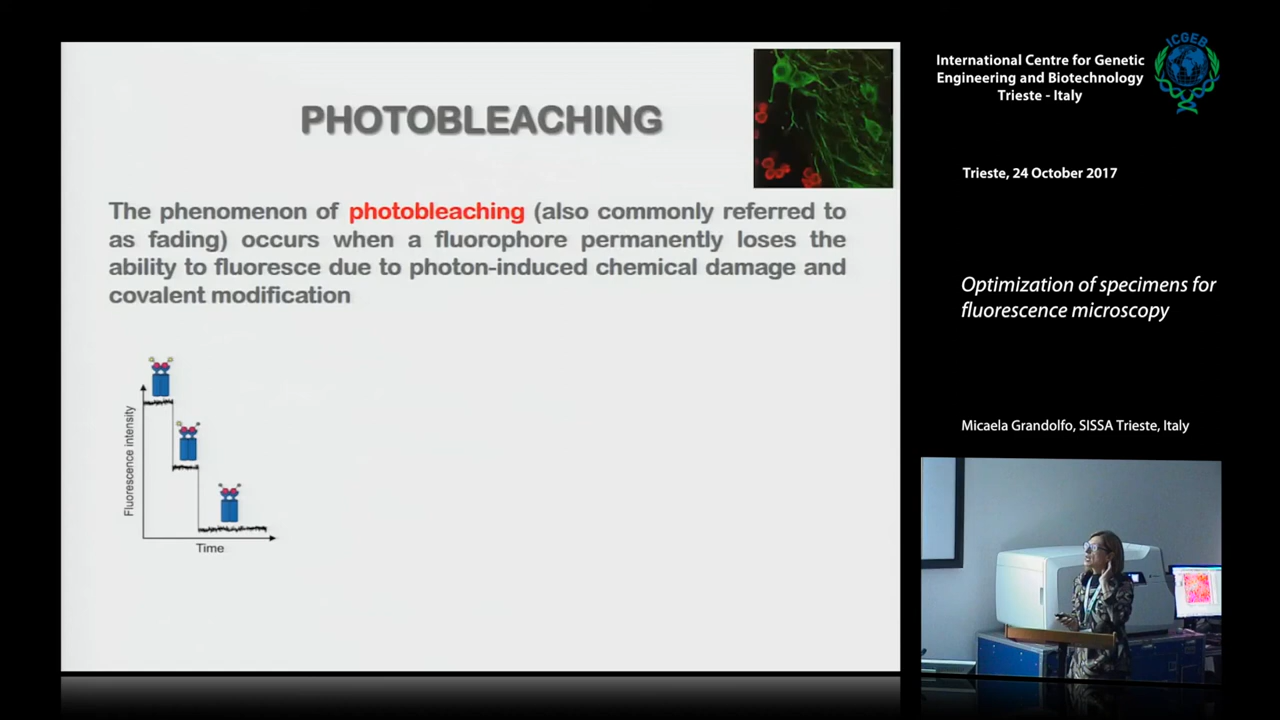 PHOTOBLEACHING
The phenomenon of photobleaching (also commonly referred to
as fading) occurs when a fluorophore permanently loses the
ability to fluoresce due to photon-induced chemical damage and
covalent modification
Fluorescence intensity
Time
ICGEB
International Centre for Genetic
Engineering and Biotechnology
Trieste - Italy
Trieste, 24 October 2017
Optimization of specimens for
fluorescence microscopy
Micaela Grandolfo, SISSA Trieste, Italy